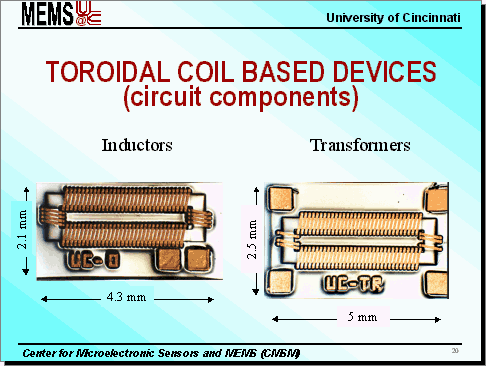 MEMS UC
@
University of Cincinnati
TOROIDAL COIL BASED DEVICES
(circuit components)
Inductors
Transformers
2.1 mm
UC-
4.3 mm
2.5 mm
UC-TR
5 mm
Center for Microelectronic Sensors and MEMS (CMSM)
20